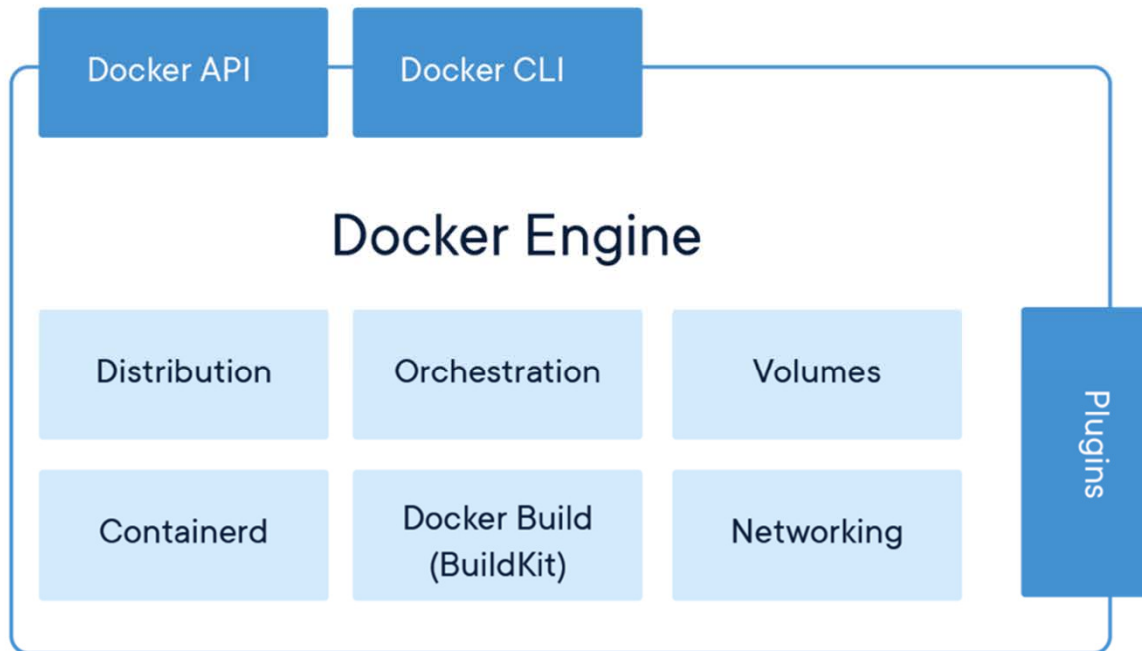 Docker API
Docker CLI
Docker Engine
Distribution
Orchestration
Volumes
Containerd
Docker Build
(BuildKit)
Networking
Plugins